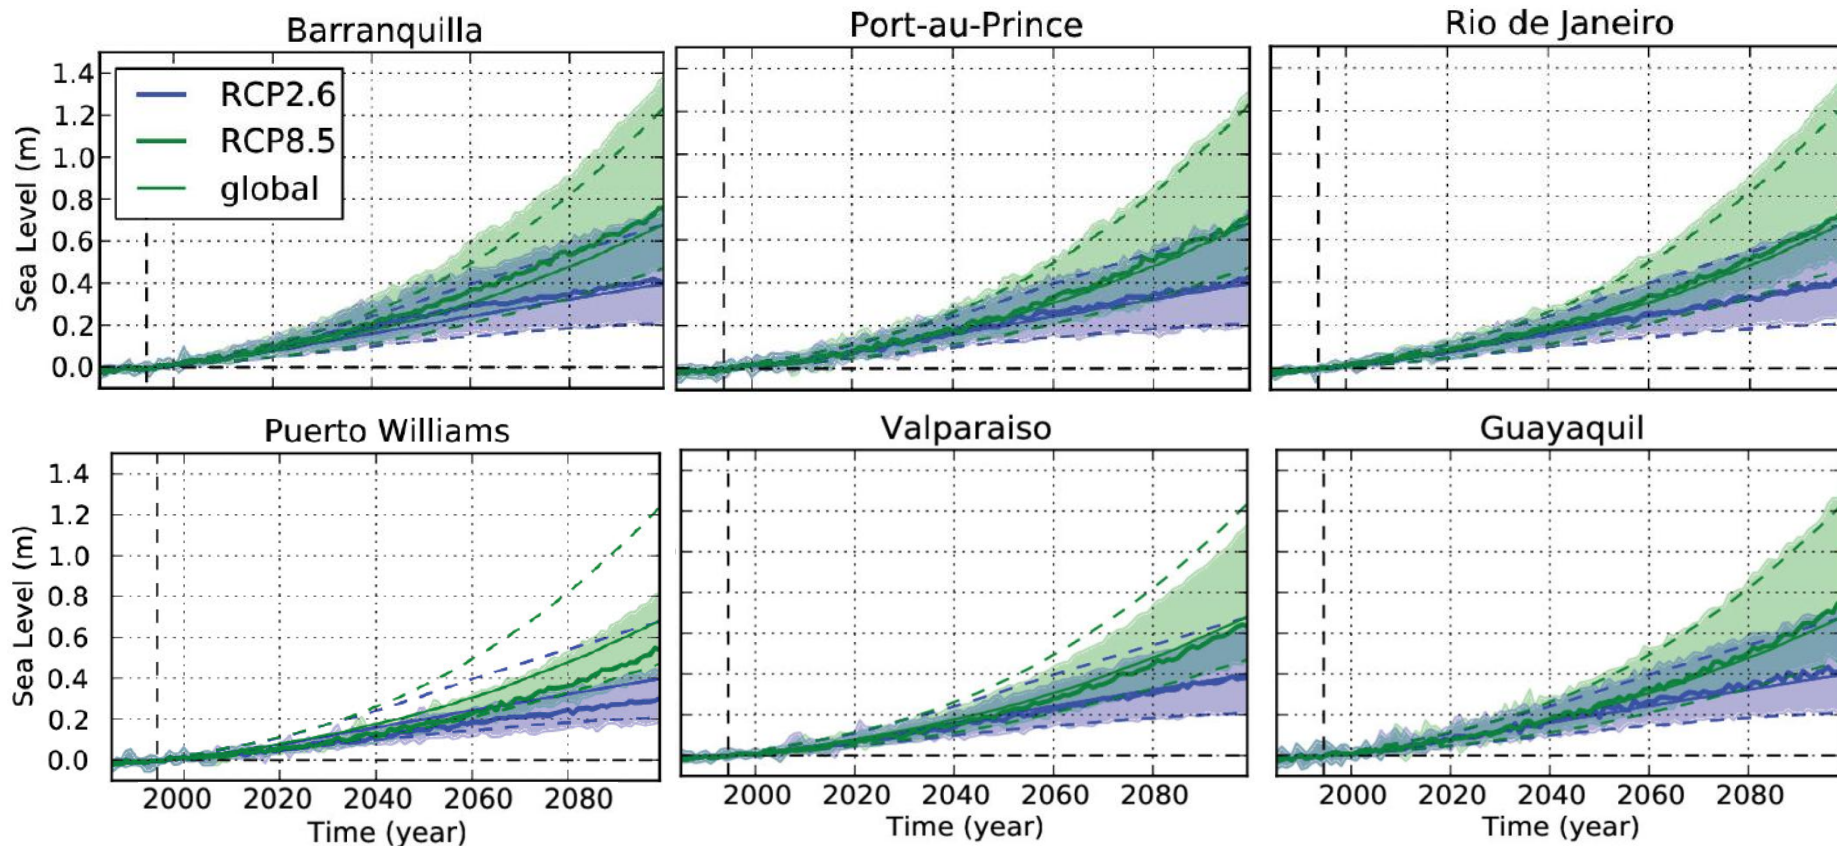 Barranquilla
Port-au-Prince
Rio de Janeiro
Sea Level (m)
1.4
1.2
1.0
0.8
0.6
0.4
0.2
0.0
RCP2.6
RCP8.5
global
Puerto Williams
Valparaiso
Guayaquil
Sea Level (m)
1.4
1.2
1.0
0.8
0.6
0.4
0.2
0.0
2000 2020 2040 2060 2080
2000 2020 2040 2060 2080
2000 2020 2040 2060 2080
Time (year)
Time (year)
Time (year)